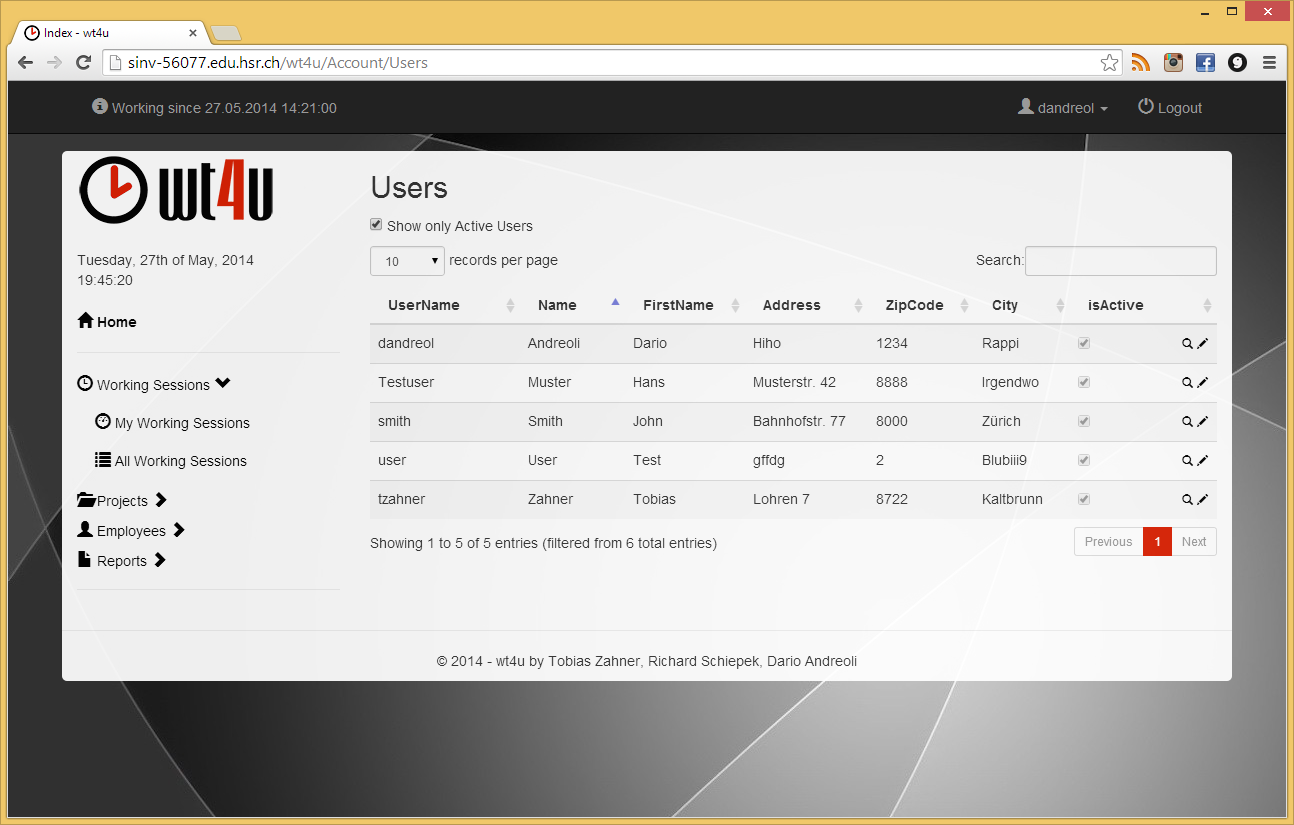 Index - wt4u
sinv-56077.edu.hsr.ch/wt4u/Account/Users
Working since 27.05.2014 14:21:00
dandreol
Logout
wt4u
Tuesday, 27th of May, 2014
19:45:20
Home
Working Sessions
My Working Sessions
All Working Sessions
Projects
Employees
Reports
Users
Show only Active Users
10 records per page
Search:
UserName Name FirstName Address ZipCode City isActive
dandreol Andreoli Dario Hiho 1234 Rappi
Testuser Muster Hans Musterstr. 42 8888 Irgendwo
smith Smith John Bahnhofstr. 77 8000 Zürich
user User Test gffdg 2 Blubiii9
tzahner Zahner Tobias Lohren 7 8722 Kaltbrunn
Showing 1 to 5 of 5 entries (filtered from 6 total entries)
Previous 1 Next
© 2014 - wt4u by Tobias Zahner, Richard Schiepek, Dario Andreoli